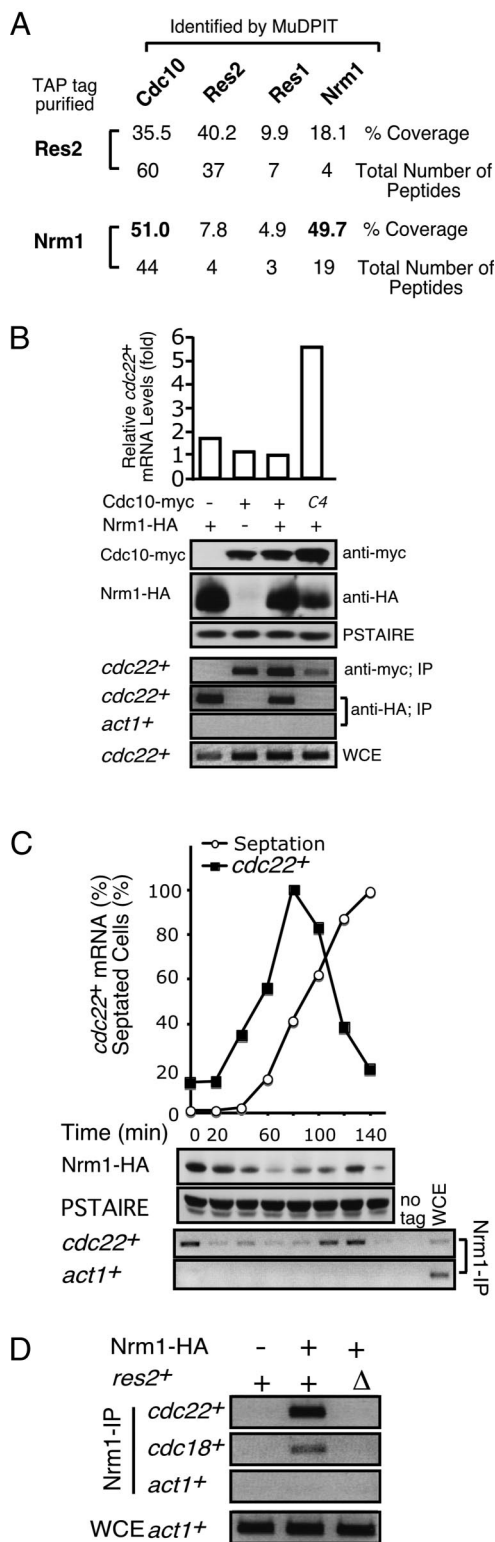 A
Identified by MuDPIT
TAP tag purified
Cdc10 Res2 Res1 Nrm1
Res2
35.5 40.2 9.9 18.1 % Coverage
60 37 7 4 Total Number of Peptides
Nrm1
51.0 7.8 4.9 49.7 % Coverage
44 4 3 19 Total Number of Peptides
B
Relative cdc22+ mRNA Levels (fold)
6
5
4
3
2
1
0
Cdc10-myc - + + C4
Nrm1-HA + - + +
Cdc10-myc anti-myc
Nrm1-HA anti-HA
PSTAIRE
cdc22+ anti-myc; IP
cdc22+
anti-HA; IP
act1+
cdc22+ WCE
C
Septation
cdc22+
cdc22+ mRNA (%)
Septated Cells (%)
100
80
60
40
20
0
Time (min) 0 20 60 100 140
Nrm1-HA
PSTAIRE
no tag
WCE
cdc22+
act1+
Nrm1-IP
D
Nrm1-HA - + +
res2+ + + Δ
Nrm1-IP
cdc22+
cdc18+
act1+
WCE act1+